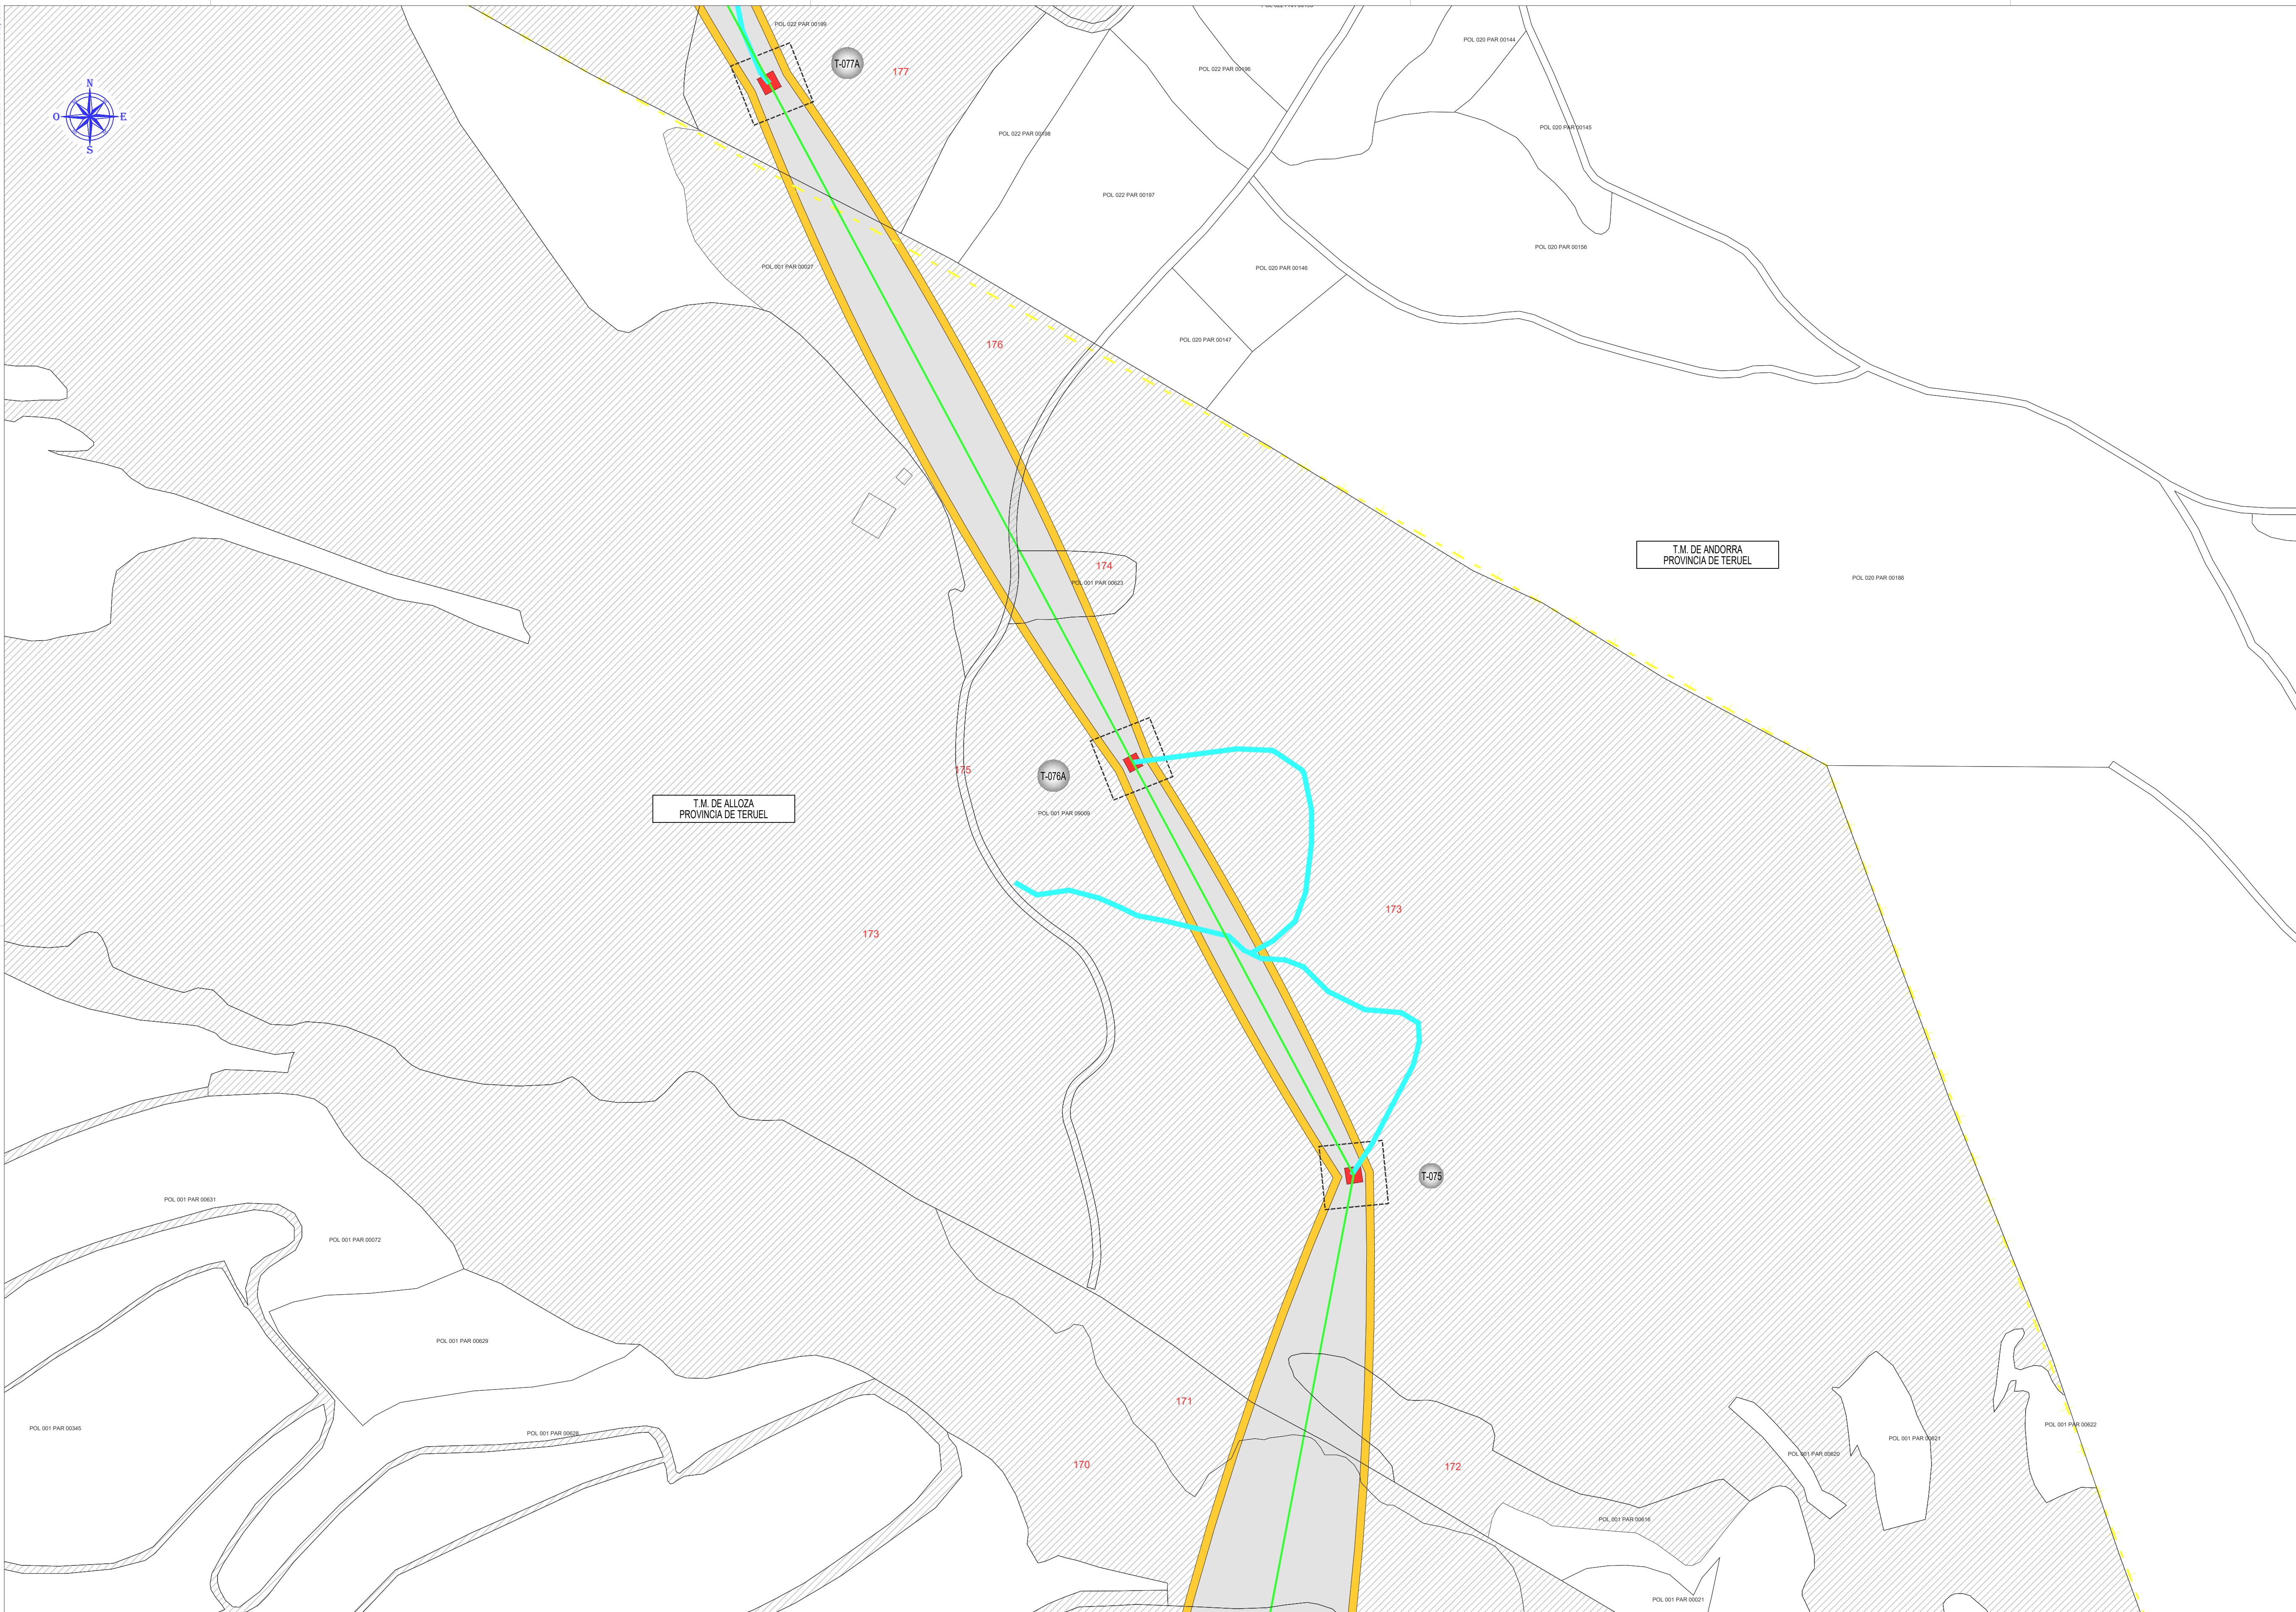 POL 022 PAR 00199
POL 020 PAR 00144
T-077A
177
POL 022 PAR 00196
N
O
E
S
POL 020 PAR 00145
POL 022 PAR 00198
POL 022 PAR 00197
POL 020 PAR 00156
POL 001 PAR 00027
POL 020 PAR 00146
176
POL 020 PAR 00147
T.M. DE ANDORRA
PROVINCIA DE TERUEL
174
POL 001 PAR 00623
POL 020 PAR 00186
175
T-076A
T.M. DE ALLOZA
PROVINCIA DE TERUEL
POL 001 PAR 09009
173
173
T-075
POL 001 PAR 00631
POL 001 PAR 00072
POL 001 PAR 00629
171
POL 001 PAR 00345
POL 001 PAR 00628
POL 001 PAR 00622
POL 001 PAR 00621
POL 001 PAR 00620
170
172
POL 001 PAR 00616
POL 001 PAR 00021